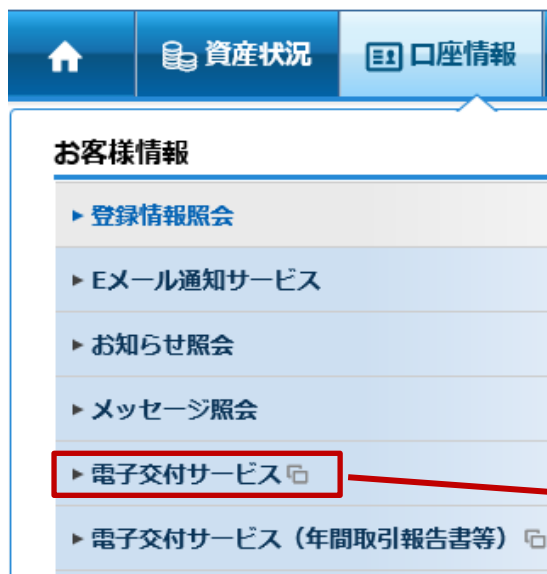 資産状況 口座情報
お客様情報
登録情報照会
Eメール通知サービス
お知らせ照会
メッセージ照会
電子交付サービス
電子交付サービス（年間取引報告書等）